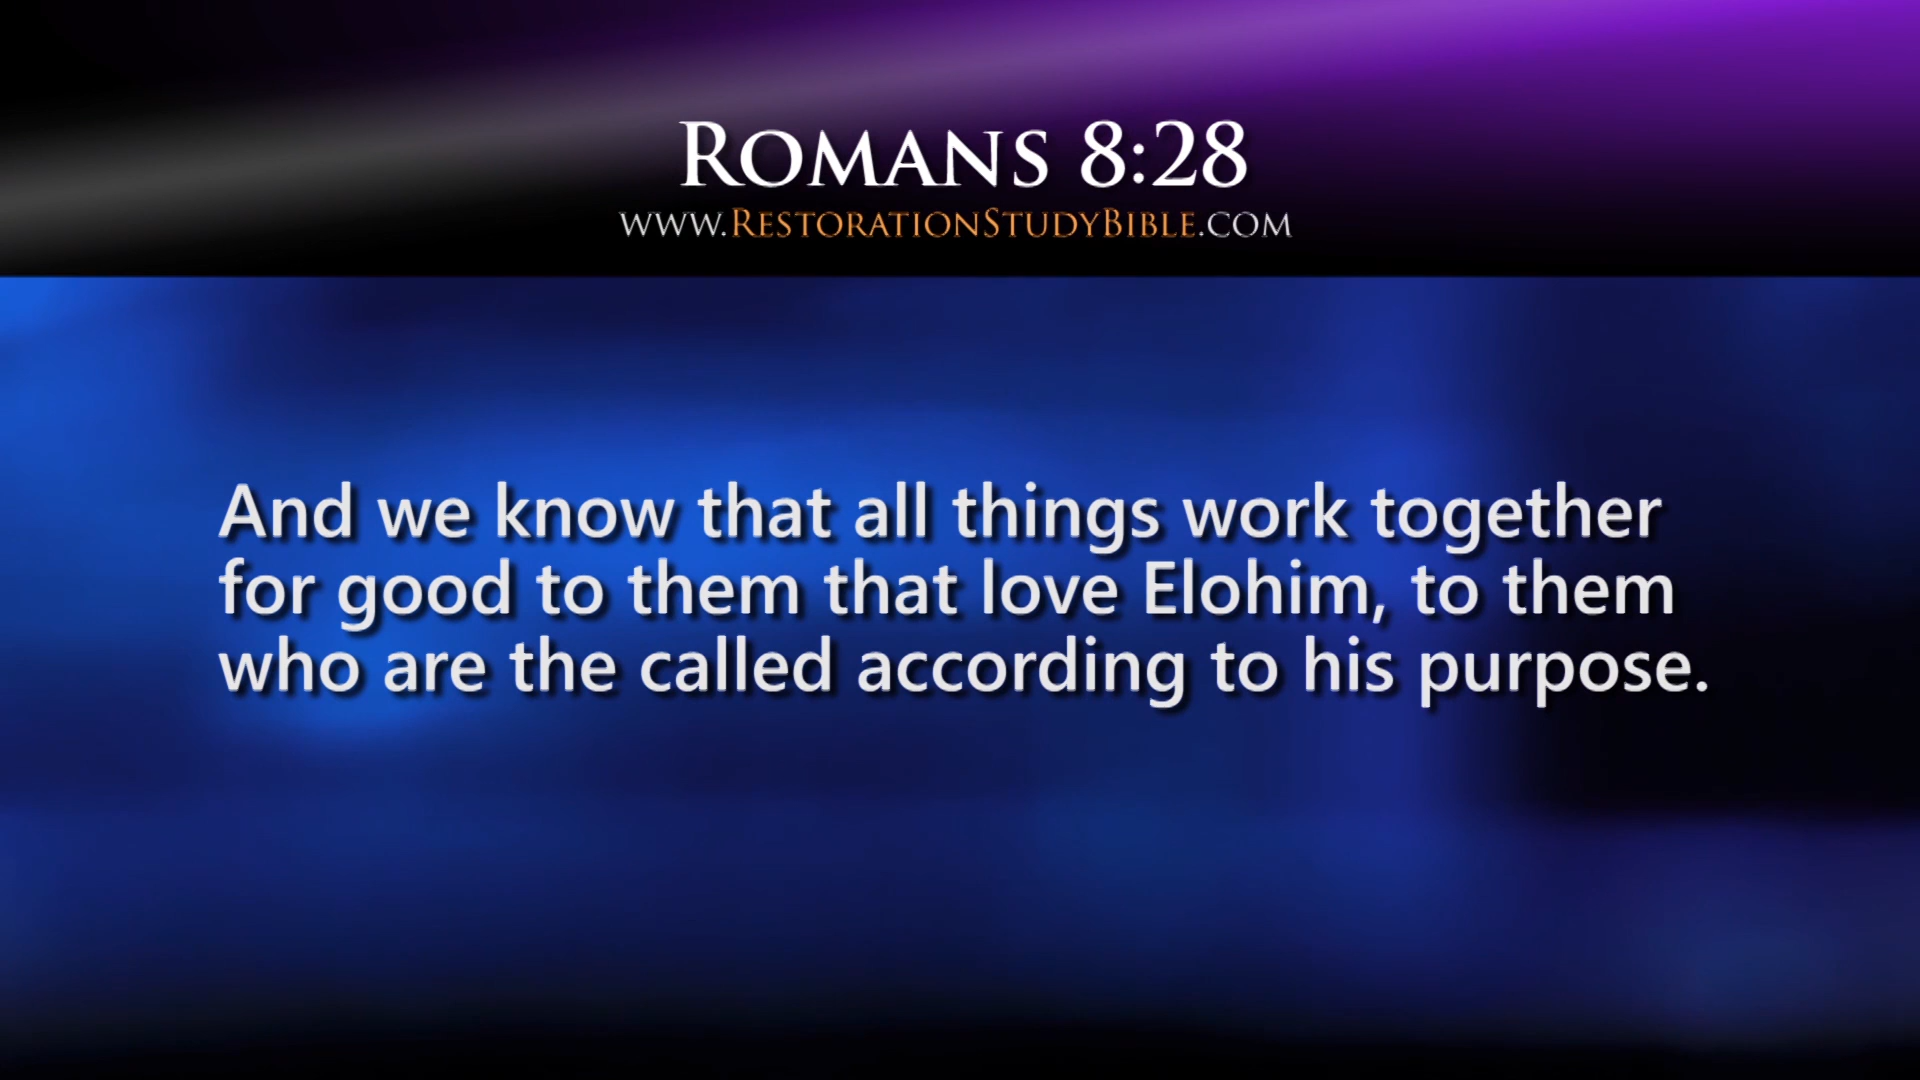 Romans 8:28
www.RestorationStudyBible.com
And we know that all things work together
for good to them that love Elohim, to them
who are the called according to his purpose.